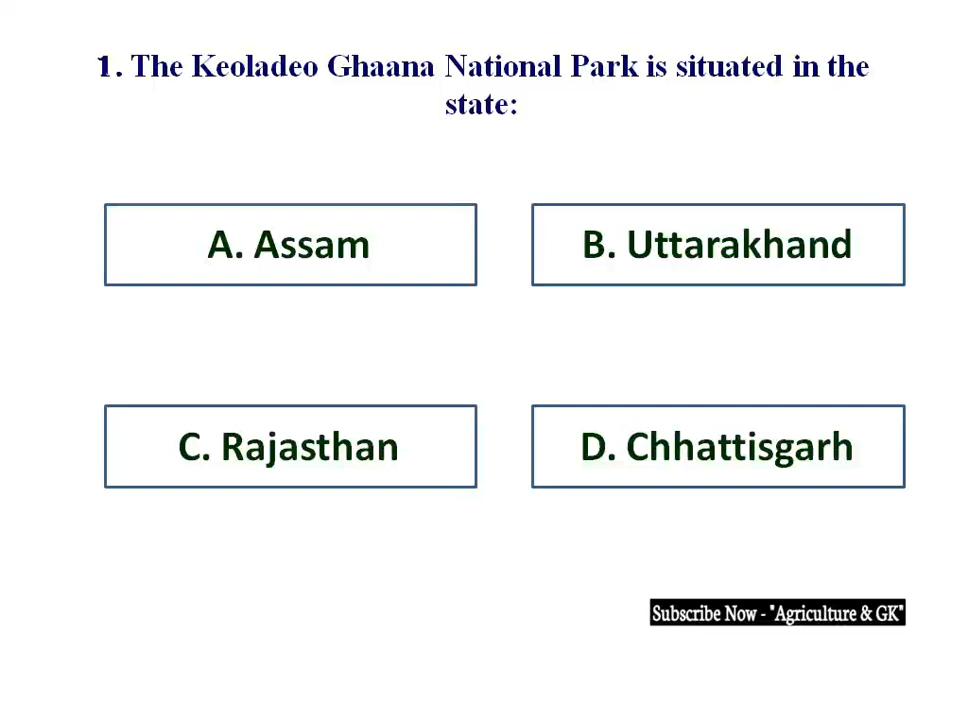 1. The Keoladeo Ghaana National Park is situated in the
state:
A. Assam
B. Uttarakhand
C. Rajasthan
D. Chhattisgarh
Subscribe Now - "Agriculture & GK"